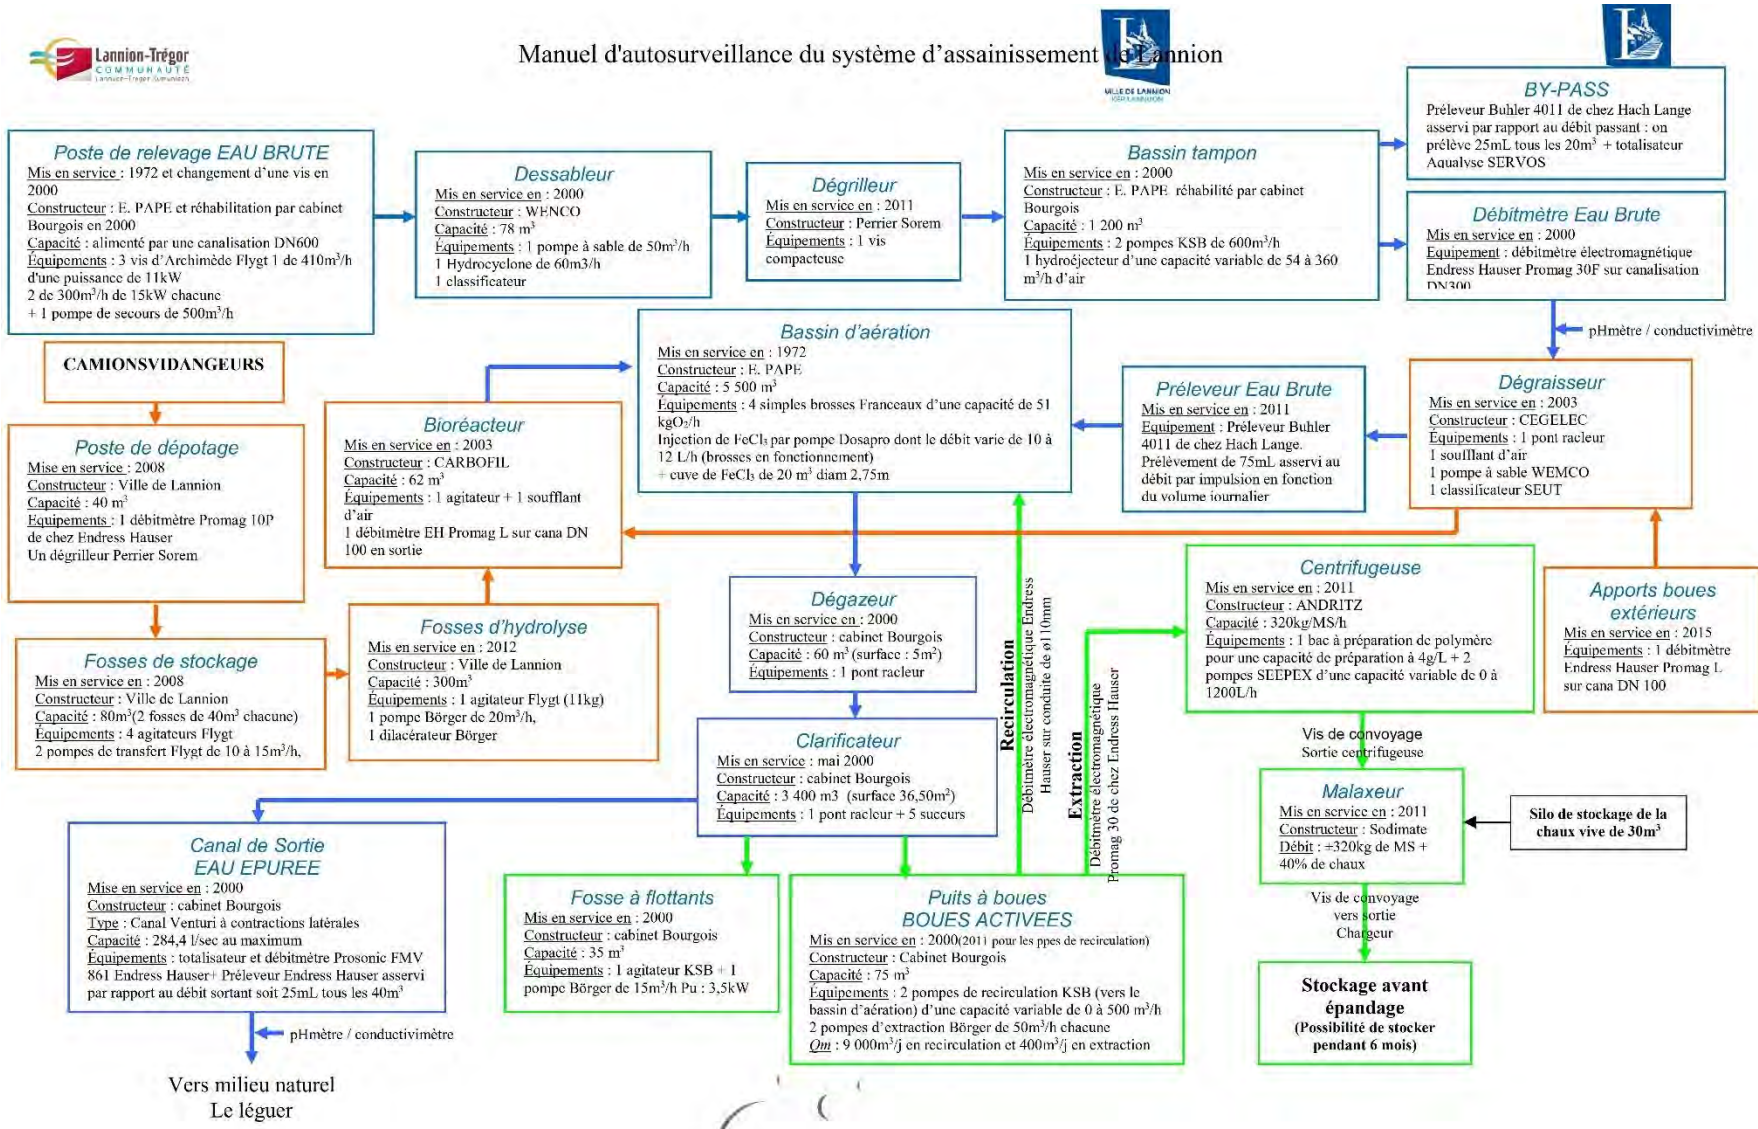 Lannion-Trégor
COMMUNAUTÉ
Lannion-Treger Kumuniezh
Manuel d'autosurveillance du système d'assainissement de Lannion
VILLE DE LANNION
BY-PASS
Préleveur Buhler 4011 de chez Hach Lange
asservi par rapport au débit passant : on
prélève 25mL tous les 20m³ + totalisateur
Aqualyse SERVOS
Poste de relevage EAU BRUTE
Mis en service : 1972 et changement d'une vis en
2000
Constructeur : E. PAPE et réhabilitation par cabinet
Bourgois en 2000
Capacité : alimenté par une canalisation DN600
Équipements : 3 vis d'Archimède Flygt 1 de 410m³/h
d'une puissance de 11kW
2 de 300m³/h de 15kW chacune
+ 1 pompe de secours de 500m³/h
Dessableur
Mis en service en : 2000
Constructeur : WENCO
Capacité : 78 m³
Équipements : 1 pompe à sable de 50m³/h
1 Hydrocyclone de 60m3/h
1 classificateur
Dégrilleur
Mis en service en : 2011
Constructeur : Perrier Sorem
Équipements : 1 vis
compacteuse
Bassin tampon
Mis en service en : 2000
Constructeur : E. PAPE réhabilité par cabinet
Bourgois
Capacité : 1 200 m³
Équipements : 2 pompes KSB de 600m³/h
1 hydroéjecteur d'une capacité variable de 54 à 360
m³/h d'air
Débitmètre Eau Brute
Mis en service en : 2000
Equipement : débitmètre électromagnétique
Endress Hauser Promag 30F sur canalisation
DN300
pHmètre / conductivimètre
CAMIONSVIDANGEURS
Bassin d'aération
Mis en service en : 1972
Constructeur : E. PAPE
Capacité : 5 500 m³
Équipements : 4 simples brosses Franceaux d'une capacité de 51
kgO₂/h
Injection de FeCl₃ par pompe Dosapro dont le débit varie de 10 à
12 L/h (brosses en fonctionnement)
+ cuve de FeCl₃ de 20 m³ diam 2,75m
Préleveur Eau Brute
Mis en service en : 2011
Equipement : Préleveur Buhler
4011 de chez Hach Lange.
Prélèvement de 75mL asservi au
débit par impulsion en fonction
du volume journalier
Dégraisseur
Mis en service en : 2003
Constructeur : CEGELEC
Équipements : 1 pont racleur
1 soufflant d'air
1 pompe à sable WEMCO
1 classificateur SEUT
Poste de dépotage
Mise en service : 2008
Constructeur : Ville de Lannion
Capacité : 40 m³
Equipements : 1 débitmètre Promag 10P
de chez Endress Hauser
Un dégrilleur Perrier Sorem
Bioréacteur
Mis en service en : 2003
Constructeur : CARBOFIL
Capacité : 62 m³
Équipements : 1 agitateur + 1 soufflant
d'air
1 débitmètre EH Promag L sur cana DN
100 en sortie
Fosses de stockage
Mis en service en : 2008
Constructeur : Ville de Lannion
Capacité : 80m³(2 fosses de 40m³ chacune)
Équipements : 4 agitateurs Flygt
2 pompes de transfert Flygt de 10 à 15m³/h,
Fosses d'hydrolyse
Mis en service en : 2012
Constructeur : Ville de Lannion
Capacité : 300m³
Équipements : 1 agitateur Flygt (11kg)
1 pompe Börger de 20m³/h,
1 dilacérateur Börger
Dégazeur
Mis en service en : 2000
Constructeur : cabinet Bourgois
Capacité : 60 m³ (surface : 5m²)
Équipements : 1 pont racleur
Recirculation
Débitmètre électromagnétique Endress
Hauser sur conduite de ø110mm
Extraction
Débitmètre électromagnétique
Promag 30 de chez Endress Hauser
Centrifugeuse
Mis en service en : 2011
Constructeur : ANDRITZ
Capacité : 320kg/MS/h
Équipements : 1 bac à préparation de polymère
pour une capacité de préparation à 4g/L + 2
pompes SEEPEX d'une capacité variable de 0 à
1200L/h
Apports boues
extérieurs
Mis en service en : 2015
Équipements : 1 débitmètre
Endress Hauser Promag L
sur cana DN 100
Vis de convoyage
Sortie centrifugeuse
Clarificateur
Mis en service : mai 2000
Constructeur : cabinet Bourgois
Capacité : 3 400 m3 (surface 36,50m²)
Équipements : 1 pont racleur + 5 suceurs
Malaxeur
Mis en service en : 2011
Constructeur : Sodimate
Débit : ±320kg de MS +
40% de chaux
Silo de stockage de la
chaux vive de 30m³
Canal de Sortie
EAU EPUREE
Mise en service en : 2000
Constructeur : cabinet Bourgois
Type : Canal Venturi à contractions latérales
Capacité : 284,4 l/sec au maximum
Équipements : totalisateur et débitmètre Prosonic FMV
861 Endress Hauser+ Préleveur Endress Hauser asservi
par rapport au débit sortant soit 25mL tous les 40m³
Fosse à flottants
Mis en service en : 2000
Constructeur : cabinet Bourgois
Capacité : 35 m³
Équipements : 1 agitateur KSB + 1
pompe Börger de 15m³/h Pu : 3,5kW
Puits à boues
BOUES ACTIVEES
Mis en service en : 2000(2011 pour les ppes de recirculation)
Constructeur : Cabinet Bourgois
Capacité : 75 m³
Équipements : 2 pompes de recirculation KSB (vers le
bassin d'aération) d'une capacité variable de 0 à 500 m³/h
2 pompes d'extraction Börger de 50m³/h chacune
Qm : 9 000m³/j en recirculation et 400m³/j en extraction
Vis de convoyage
vers sortie
Chargeur
Stockage avant
épandage
(Possibilité de stocker
pendant 6 mois)
pHmètre / conductivimètre
Vers milieu naturel
Le léguer